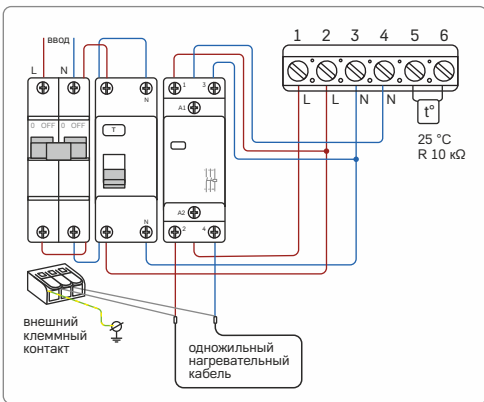 ввод
L N
0 OFF 0 OFF
T
N
N
1 3
A1
A2
2 4
1 2 3 4 5 6
L L N N
t°
25 °C
R 10 кΩ
внешний
клеммный
контакт
одножильный
нагревательный
кабель